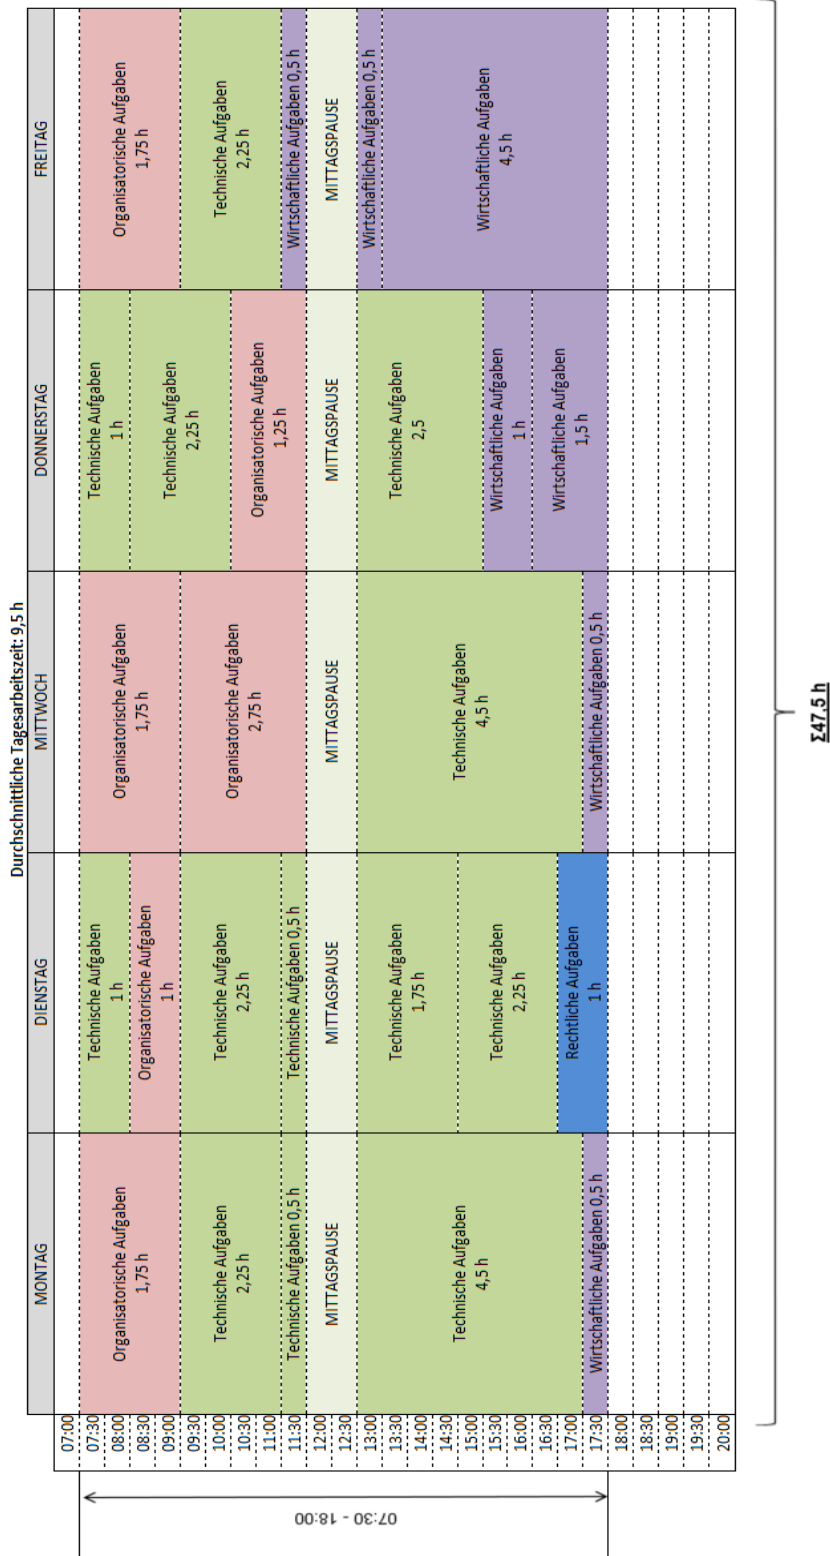 Durchschnittliche Tagesarbeitszeit: 9,5 h
MONTAG
DIENSTAG
MITTWOCH
DONNERSTAG
FREITAG
07:00
07:30
08:00
08:30
09:00
09:30
10:00
10:30
11:00
11:30
12:00
12:30
13:00
13:30
14:00
14:30
15:00
15:30
16:00
16:30
17:00
17:30
18:00
18:30
19:00
19:30
20:00
07:30 - 18:00
Organisatorische Aufgaben
1,75 h
Technische Aufgaben
2,25 h
Technische Aufgaben 0,5 h
MITTAGSPAUSE
Technische Aufgaben
4,5 h
Wirtschaftliche Aufgaben 0,5 h
Technische Aufgaben
1 h
Organisatorische Aufgaben
1 h
Technische Aufgaben
2,25 h
Technische Aufgaben 0,5 h
MITTAGSPAUSE
Technische Aufgaben
1,75 h
Technische Aufgaben
2,25 h
Rechtliche Aufgaben
1 h
Organisatorische Aufgaben
1,75 h
Organisatorische Aufgaben
2,75 h
MITTAGSPAUSE
Technische Aufgaben
4,5 h
Wirtschaftliche Aufgaben 0,5 h
Technische Aufgaben
1 h
Technische Aufgaben
2,25 h
Organisatorische Aufgaben
1,25 h
MITTAGSPAUSE
Technische Aufgaben
2,5
Wirtschaftliche Aufgaben
1 h
Wirtschaftliche Aufgaben
1,5 h
Organisatorische Aufgaben
1,75 h
Technische Aufgaben
2,25 h
Wirtschaftliche Aufgaben 0,5 h
MITTAGSPAUSE
Wirtschaftliche Aufgaben 0,5 h
Wirtschaftliche Aufgaben
4,5 h
Σ47.5 h